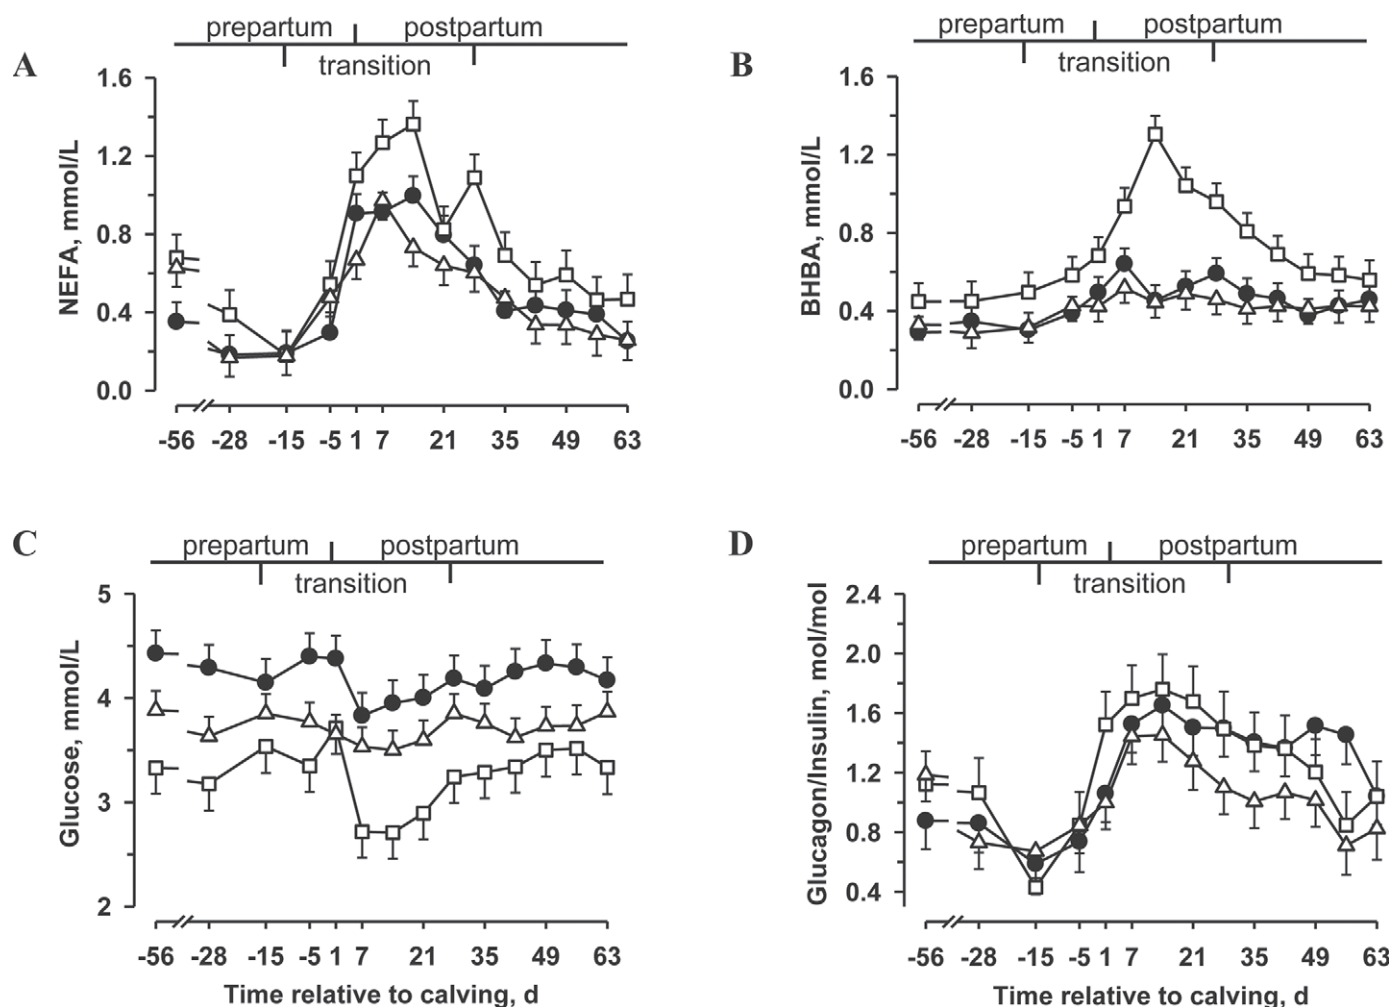 prepartum postpartum
A
transition
NEFA, mmol/L
1.6
1.2
0.8
0.4
0.0
-56 -28 -15 -5 1 7 21 35 49 63
prepartum postpartum
B
transition
BHBA, mmol/L
1.6
1.2
0.8
0.4
0.0
-56 -28 -15 -5 1 7 21 35 49 63
prepartum postpartum
C
transition
Glucose, mmol/L
5
4
3
2
-56 -28 -15 -5 1 7 21 35 49 63
Time relative to calving, d
prepartum postpartum
D
transition
Glucagon/Insulin, mol/mol
2.4
2.0
1.6
1.2
0.8
0.4
-56 -28 -15 -5 1 7 21 35 49 63
Time relative to calving, d